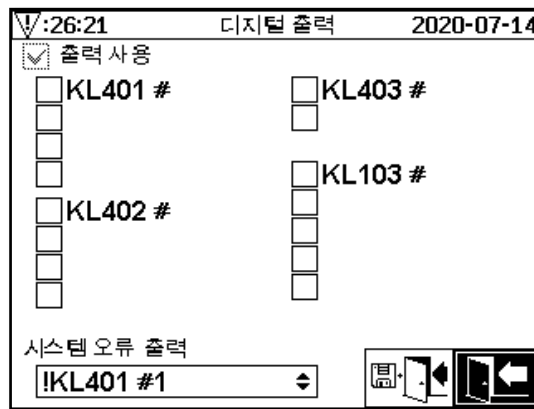 :26:21 디지털 출력 2020-07-14
출력 사용
KL401 # KL403 #
KL103 #
KL402 #
시스템 오류 출력
!KL401 #1